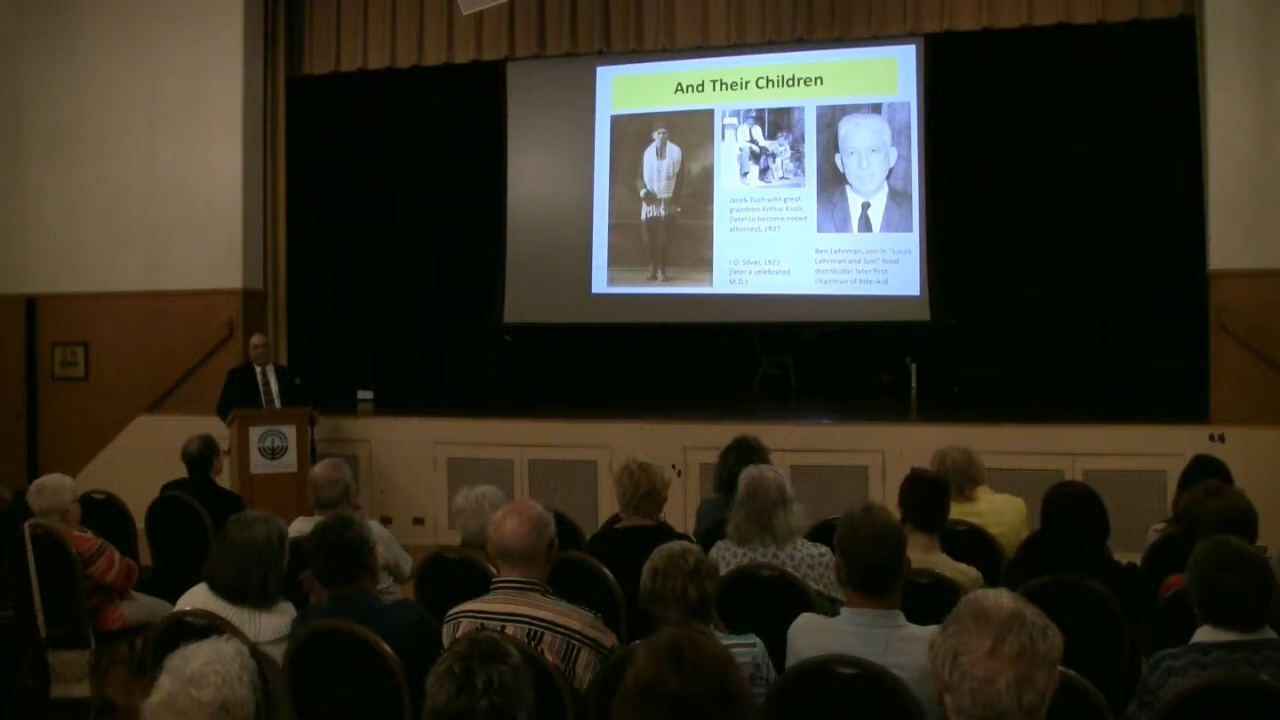 And Their Children
Jacob Tuch with great
grandson Arthur Kusic
(later to become noted
attorney), 1937
I.O. Silver, 1923
(later a celebrated
M.D.)
Ben Lehrman, son in "Louis
Lehrman and Son" food
distributor, later first
chairman of Rite-Aid